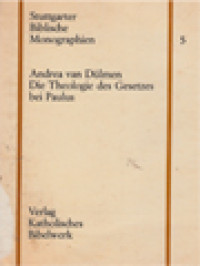 Stuttgarter
Biblische
Monographien
5
Andrea van Dülmen
Die Theologie des Gesetzes
bei Paulus
Verlag
Katholisches
Bibelwerk